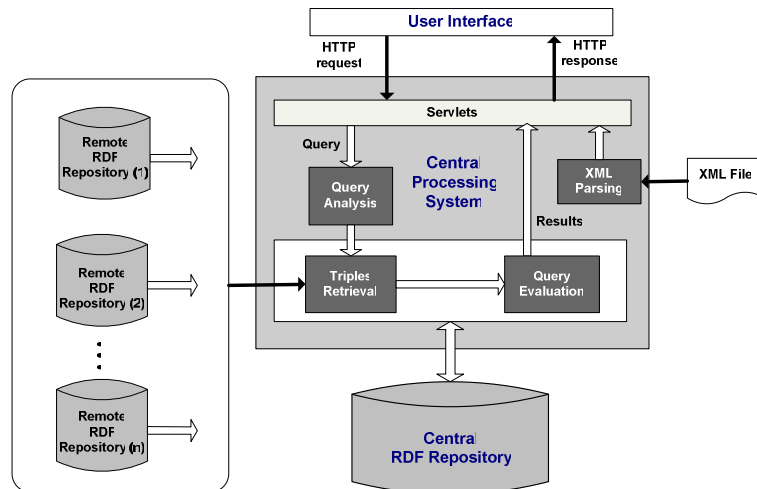 User Interface
HTTP
request
HTTP
response
Servlets
Query
Central
Processing
System
Query
Analysis
XML
Parsing
XML File
Results
Triples
Retrieval
Query
Evaluation
Remote
RDF
Repository (1)
Remote
RDF
Repository (2)
Remote
RDF
Repository (n)
Central
RDF Repository